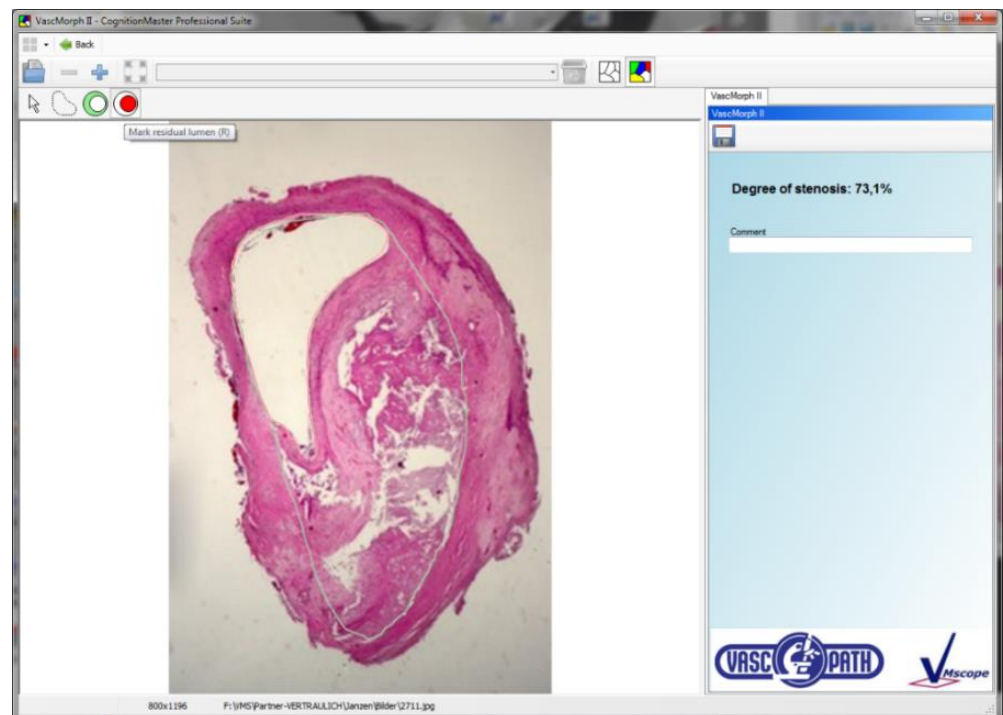 VascMorph II - CognitionMaster Professional Suite
Back
Mark residual lumen (R)
VascMorph II
VascMorph II
Degree of stenosis: 73,1%
Comment
VASC PATH
VMscope
800x1196 F:\VMS\Partner-VERTRAULICH\Janzen\Bilder\2711.jpg